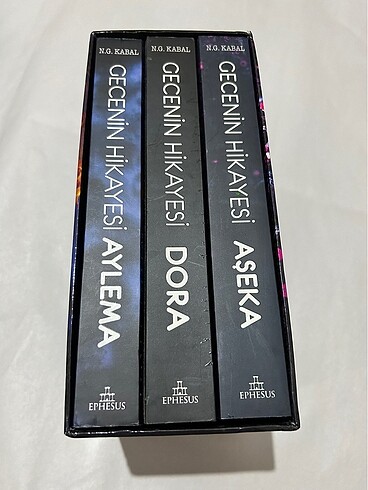 N.G. KABAL
GECENİN HİKAYESİ AYLEMA
EPHESUS
N.G. KABAL
GECENİN HİKAYESİ DORA
EPHESUS
N.G. KABAL
GECENİN HİKAYESİ AŞEKA
EPHESUS